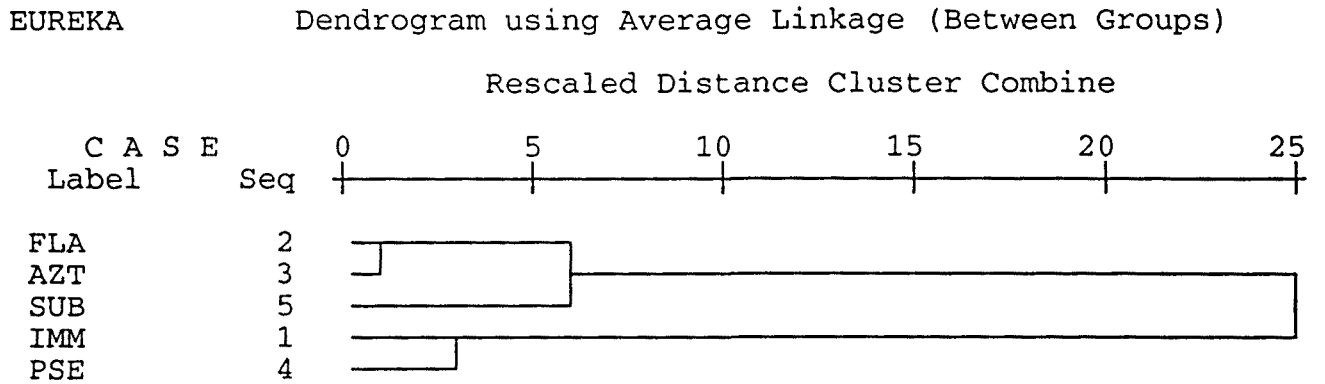 EUREKA Dendrogram using Average Linkage (Between Groups)
Rescaled Distance Cluster Combine
C A S E 0 5 10 15 20 25
Label Seq
FLA 2
AZT 3
SUB 5
IMM 1
PSE 4